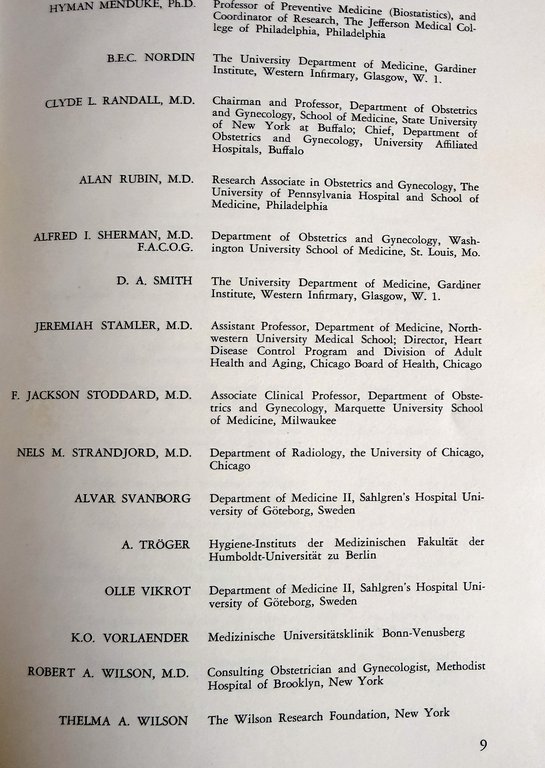 HYMAN MENDUKE, Ph.D. Professor of Preventive Medicine (Biostatistics), and
Coordinator of Research, The Jefferson Medical Col-
lege of Philadelphia, Philadelphia
B.E.C. NORDIN The University Department of Medicine, Gardiner
Institute, Western Infirmary, Glasgow, W. 1.
CLYDE L. RANDALL, M.D. Chairman and Professor, Department of Obstetrics
and Gynecology, School of Medicine, State University
of New York at Buffalo; Chief, Department of
Obstetrics and Gynecology, University Affiliated
Hospitals, Buffalo
ALAN RUBIN, M.D. Research Associate in Obstetrics and Gynecology, The
University of Pennsylvania Hospital and School of
Medicine, Philadelphia
ALFRED I. SHERMAN, M.D. Department of Obstetrics and Gynecology, Wash-
F.A.C.O.G. ington University School of Medicine, St. Louis, Mo.
D. A. SMITH The University Department of Medicine, Gardiner
Institute, Western Infirmary, Glasgow, W. 1.
JEREMIAH STAMLER, M.D. Assistant Professor, Department of Medicine, North-
western University Medical School; Director, Heart
Disease Control Program and Division of Adult
Health and Aging, Chicago Board of Health, Chicago
F. JACKSON STODDARD, M.D. Associate Clinical Professor, Department of Obste-
trics and Gynecology, Marquette University School
of Medicine, Milwaukee
NELS M. STRANDJORD, M.D. Department of Radiology, the University of Chicago,
Chicago
ALVAR SVANBORG Department of Medicine II, Sahlgren's Hospital Uni-
versity of Göteborg, Sweden
A. TRÖGER Hygiene-Instituts der Medizinischen Fakultät der
Humboldt-Universität zu Berlin
OLLE VIKROT Department of Medicine II, Sahlgren's Hospital Uni-
versity of Göteborg, Sweden
K.O. VORLAENDER Medizinische Universitätsklinik Bonn-Venusberg
ROBERT A. WILSON, M.D. Consulting Obstetrician and Gynecologist, Methodist
Hospital of Brooklyn, New York
THELMA A. WILSON The Wilson Research Foundation, New York
9